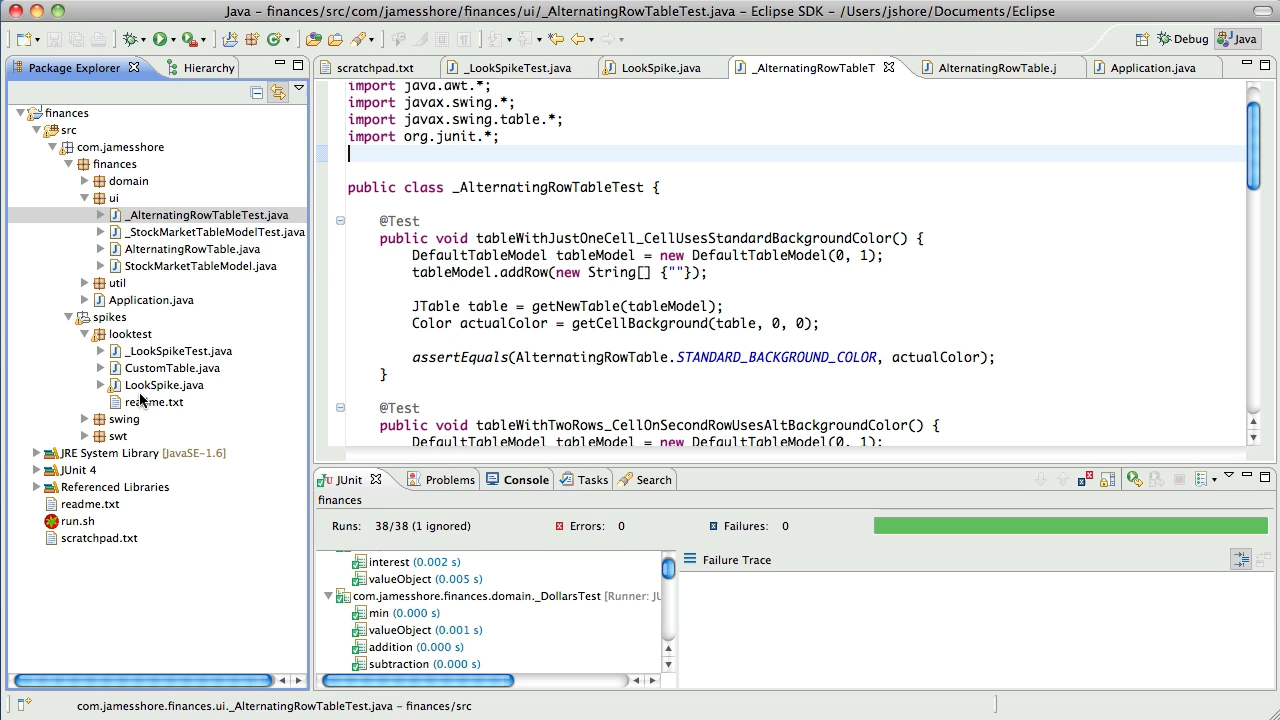 Java - finances/src/com/jamesshore/finances/ui/_AlternatingRowTableTest.java - Eclipse SDK - /Users/jshore/Documents/Eclipse
Debug
Java
Package Explorer
Hierarchy
finances
src
com.jamesshore
finances
domain
ui
_AlternatingRowTableTest.java
_StockMarketTableModelTest.java
AlternatingRowTable.java
StockMarketTableModel.java
util
Application.java
spikes
looktest
_LookSpikeTest.java
CustomTable.java
LookSpike.java
readme.txt
swing
swt
JRE System Library [JavaSE-1.6]
JUnit 4
Referenced Libraries
readme.txt
run.sh
scratchpad.txt
scratchpad.txt
_LookSpikeTest.java
LookSpike.java
_AlternatingRowTableT
AlternatingRowTable.j
Application.java
import java.awt.*;
import javax.swing.*;
import javax.swing.table.*;
import org.junit.*;
public class _AlternatingRowTableTest {
@Test
public void tableWithJustOneCell_CellUsesStandardBackgroundColor() {
DefaultTableModel tableModel = new DefaultTableModel(0, 1);
tableModel.addRow(new String[] {""});
JTable table = getNewTable(tableModel);
Color actualColor = getCellBackground(table, 0, 0);
assertEquals(AlternatingRowTable.STANDARD_BACKGROUND_COLOR, actualColor);
}
@Test
public void tableWithTwoRows_CellOnSecondRowUsesAltBackgroundColor() {
DefaultTableModel tableModel = new DefaultTableModel(0, 1);
JUnit
Problems
Console
Tasks
Search
finances
Runs: 38/38 (1 ignored)
Errors: 0
Failures: 0
interest (0.002 s)
valueObject (0.005 s)
com.jamesshore.finances.domain._DollarsTest [Runner: JU
min (0.000 s)
valueObject (0.001 s)
addition (0.000 s)
subtraction (0.000 s)
Failure Trace
com.jamesshore.finances.ui._AlternatingRowTableTest.java - finances/src